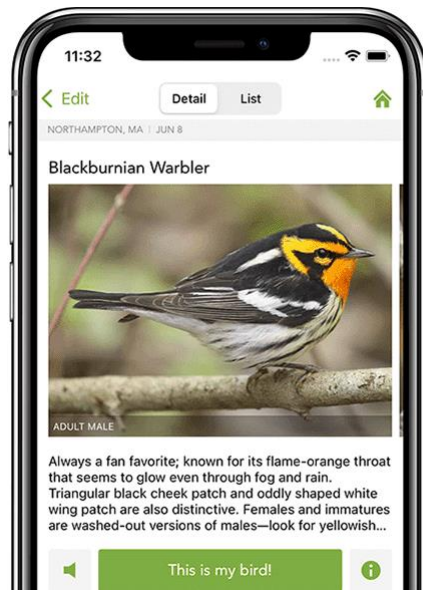 11:32
Edit
Detail
List
NORTHAMPTON, MA | JUN 8
Blackburnian Warbler
ADULT MALE
Always a fan favorite; known for its flame-orange throat
that seems to glow even through fog and rain.
Triangular black cheek patch and oddly shaped white
wing patch are also distinctive. Females and immatures
are washed-out versions of males—look for yellowish...
This is my bird!